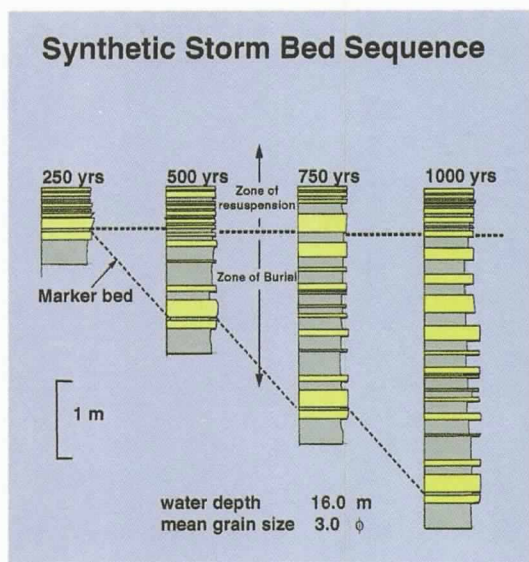 Synthetic Storm Bed Sequence
250 yrs
500 yrs
750 yrs
1000 yrs
Zone of
resuspension
Zone of Burial
Marker bed
1 m
water depth 16.0 m
mean grain size 3.0 ϕ